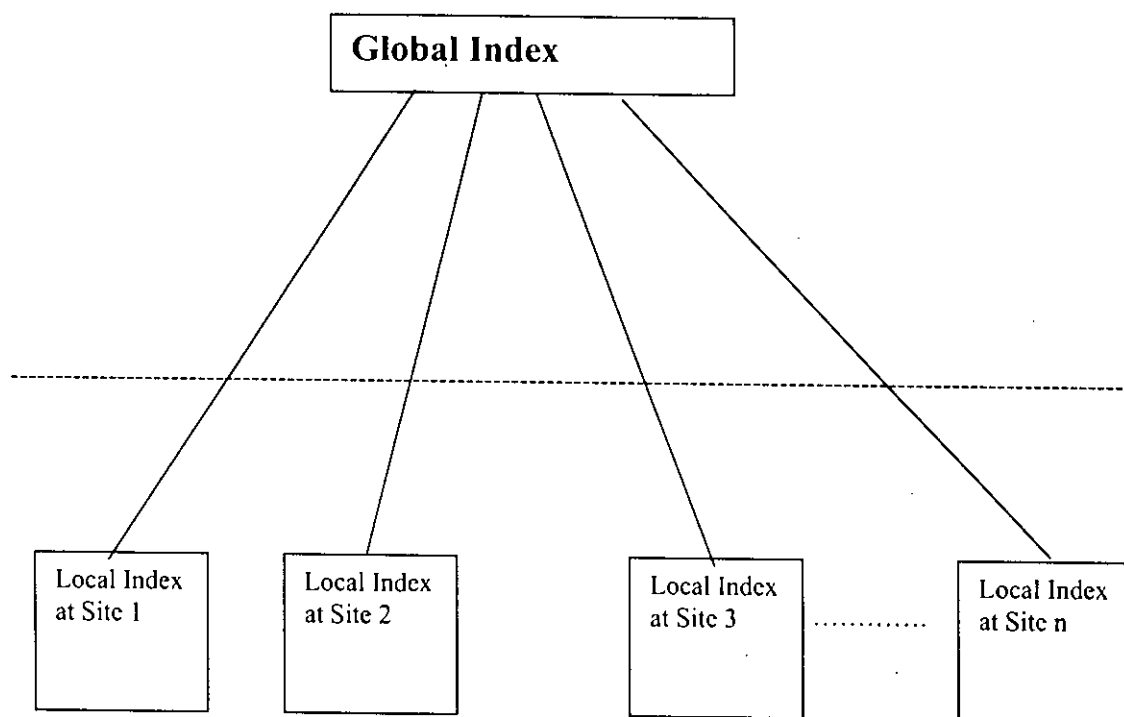 Global Index
Local Index
at Site 1
Local Index
at Site 2
Local Index
at Site 3
............
Local Index
at Site n